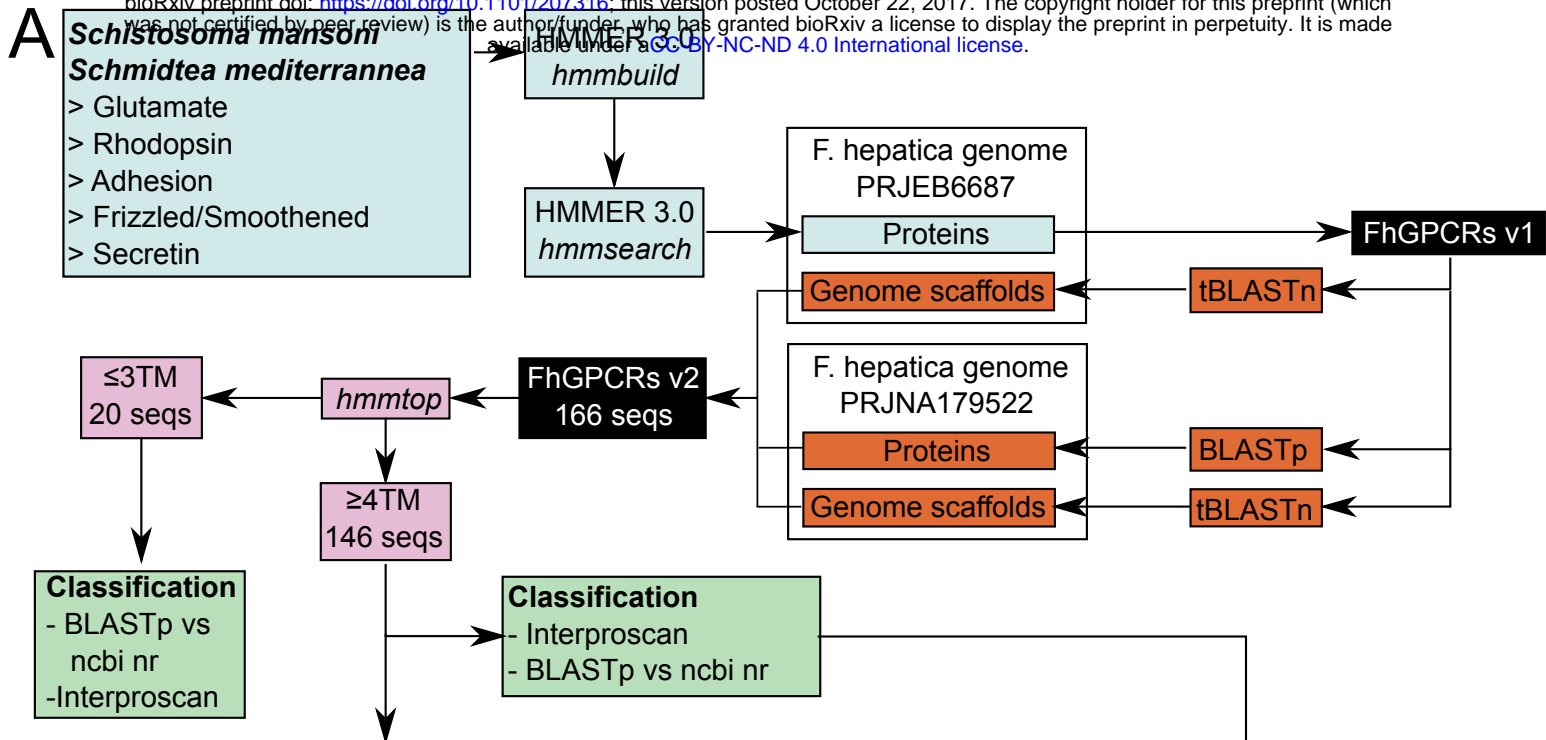 bioRxiv preprint doi: https://doi.org/10.1101/207316; this version posted October 22, 2017. The copyright holder for this preprint (which
was not certified by peer review) is the author/funder, who has granted bioRxiv a license to display the preprint in perpetuity. It is made
available under aCC-BY-NC-ND 4.0 International license.
A
Schistosoma mansoni
Schmidtea mediterrannea
> Glutamate
> Rhodopsin
> Adhesion
> Frizzled/Smoothened
> Secretin
HMMER 3.0
hmmbuild
HMMER 3.0
hmmsearch
F. hepatica genome
PRJEB6687
Proteins
Genome scaffolds
FhGPCRs v1
tBLASTn
F. hepatica genome
PRJNA179522
Proteins
Genome scaffolds
BLASTp
tBLASTn
FhGPCRs v2
166 seqs
hmmtop
≤3TM
20 seqs
≥4TM
146 seqs
Classification
- BLASTp vs
ncbi nr
-Interproscan
Classification
- Interproscan
- BLASTp vs ncbi nr